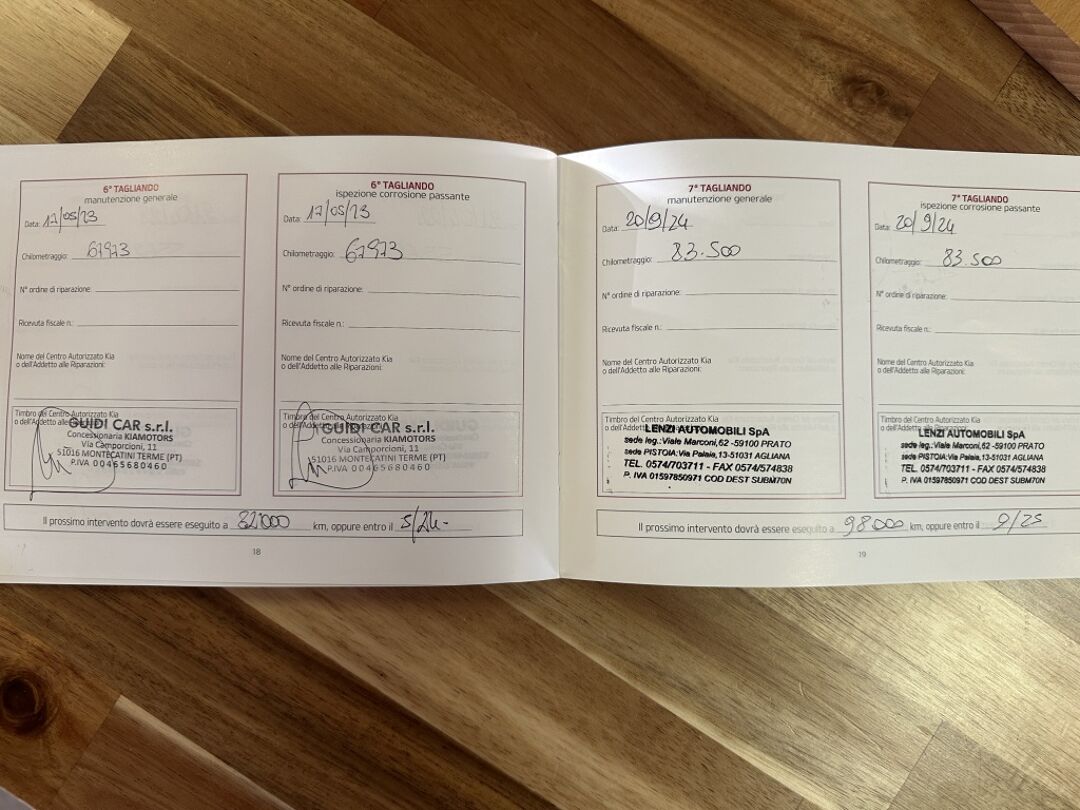 6° TAGLIANDO
manutenzione generale
Data: 17/05/23
Chilometraggio: 67973
N° ordine di riparazione:
Ricevuta fiscale n.:
Nome del Centro Autorizzato Kia
o dell'Addetto alle Riparazioni:
Timbro del Centro Autorizzato Kia
o dell'Addetto alle
GUIDI CAR s.r.l.
Concessionaria KIAMOTORS
Via Camporcioni, 11
51016 MONTECATINI TERME (PT)
P.IVA 00465680460
6° TAGLIANDO
ispezione corrosione passante
Data: 17/05/23
Chilometraggio: 67973
N° ordine di riparazione:
Ricevuta fiscale n.:
Nome del Centro Autorizzato Kia
o dell'Addetto alle Riparazioni:
Timbro del Centro Autorizzato Kia
o dell'Addetto
GUIDI CAR s.r.l.
Concessionaria KIAMOTORS
Via Camporcioni, 11
51016 MONTECATINI TERME (PT)
P.IVA 00465680460
Il prossimo intervento dovrà essere eseguito a 82000 km, oppure entro il 5/24-
18
7° TAGLIANDO
manutenzione generale
Data: 20/9/24
Chilometraggio: 83.500
N° ordine di riparazione:
Ricevuta fiscale n.:
Nome del Centro Autorizzato Kia
o dell'Addetto alle Riparazioni:
Timbro del Centro Autorizzato Kia
o dell'Addetto
LENZI AUTOMOBILI SpA
sede leg.: Viale Marconi,62 -59100 PRATO
sede PISTOIA: Via Palaia,13-51031 AGLIANA
TEL. 0574/703711 - FAX 0574/574838
P. IVA 01597850971 COD DEST SUBM70N
7° TAGLIANDO
ispezione corrosione passante
Data: 20/9/24
Chilometraggio: 83.500
N° ordine di riparazione:
Ricevuta fiscale n.:
Nome del Centro Autorizzato Kia
o dell'Addetto alle Riparazioni:
Timbro del Centro Autorizzato Kia
o dell'Addetto
LENZI AUTOMOBILI SpA
sede leg.: Viale Marconi,62 -59100 PRATO
sede PISTOIA: Via Palaia,13-51031 AGLIANA
TEL. 0574/703711 - FAX 0574/574838
P. IVA 01597850971 COD DEST SUBM70N
Il prossimo intervento dovrà essere eseguito a 98000 km, oppure entro il 9/25
19